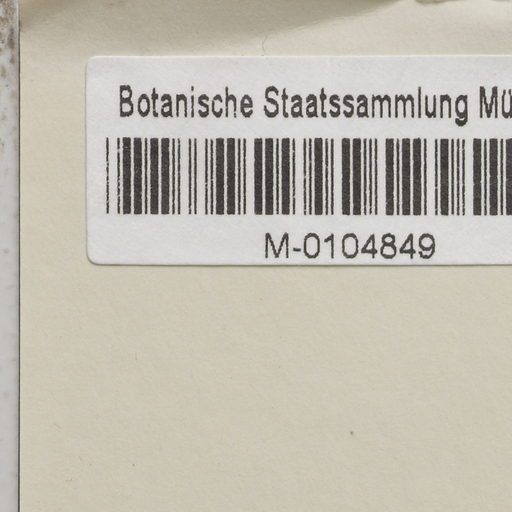 Botanische Staatssammlung Mü
M-0104849